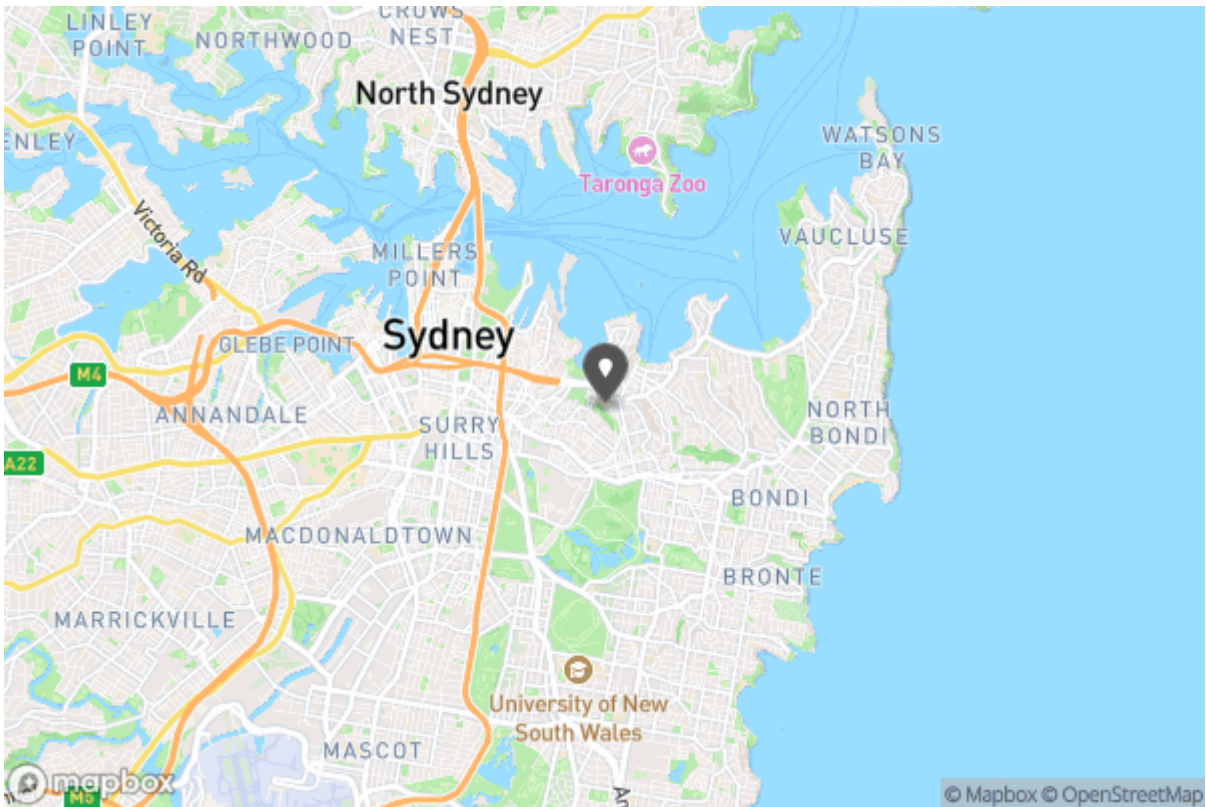 CROWS
NEST
LINLEY
POINT
NORTHWOOD
North Sydney
ENLEY
WATSONS
BAY
Taronga Zoo
Victoria Rd
VAUCLUSE
MILLERS
POINT
Sydney
GLEBE POINT
M4
ANNANDALE
SURRY
HILLS
NORTH
BONDI
A22
BONDI
MACDONALDTOWN
BRONTE
MARRICKVILLE
University of New
South Wales
MASCOT
mapbox
M5
An
© Mapbox © OpenStreetMap